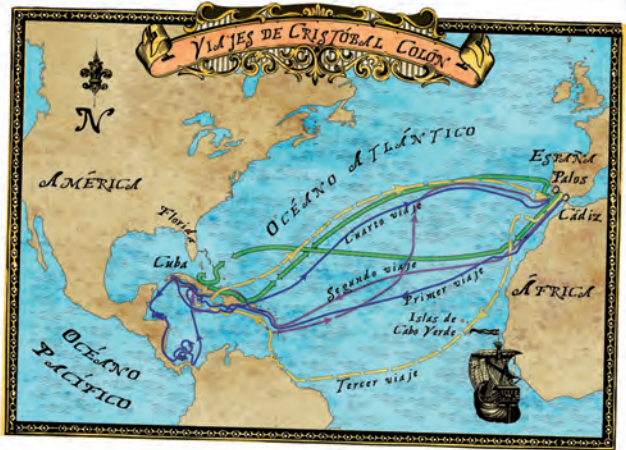 VIAJES DE CRISTÓBAL COLÓN
N
AMÉRICA
OCÉANO ATLÁNTICO
ESPAÑA
Palos
Cádiz
Florida
Cuba
Cuarto viaje
Segundo viaje
Primer viaje
ÁFRICA
Islas de
Cabo Verde
OCÉANO
PACÍFICO
Tercer viaje